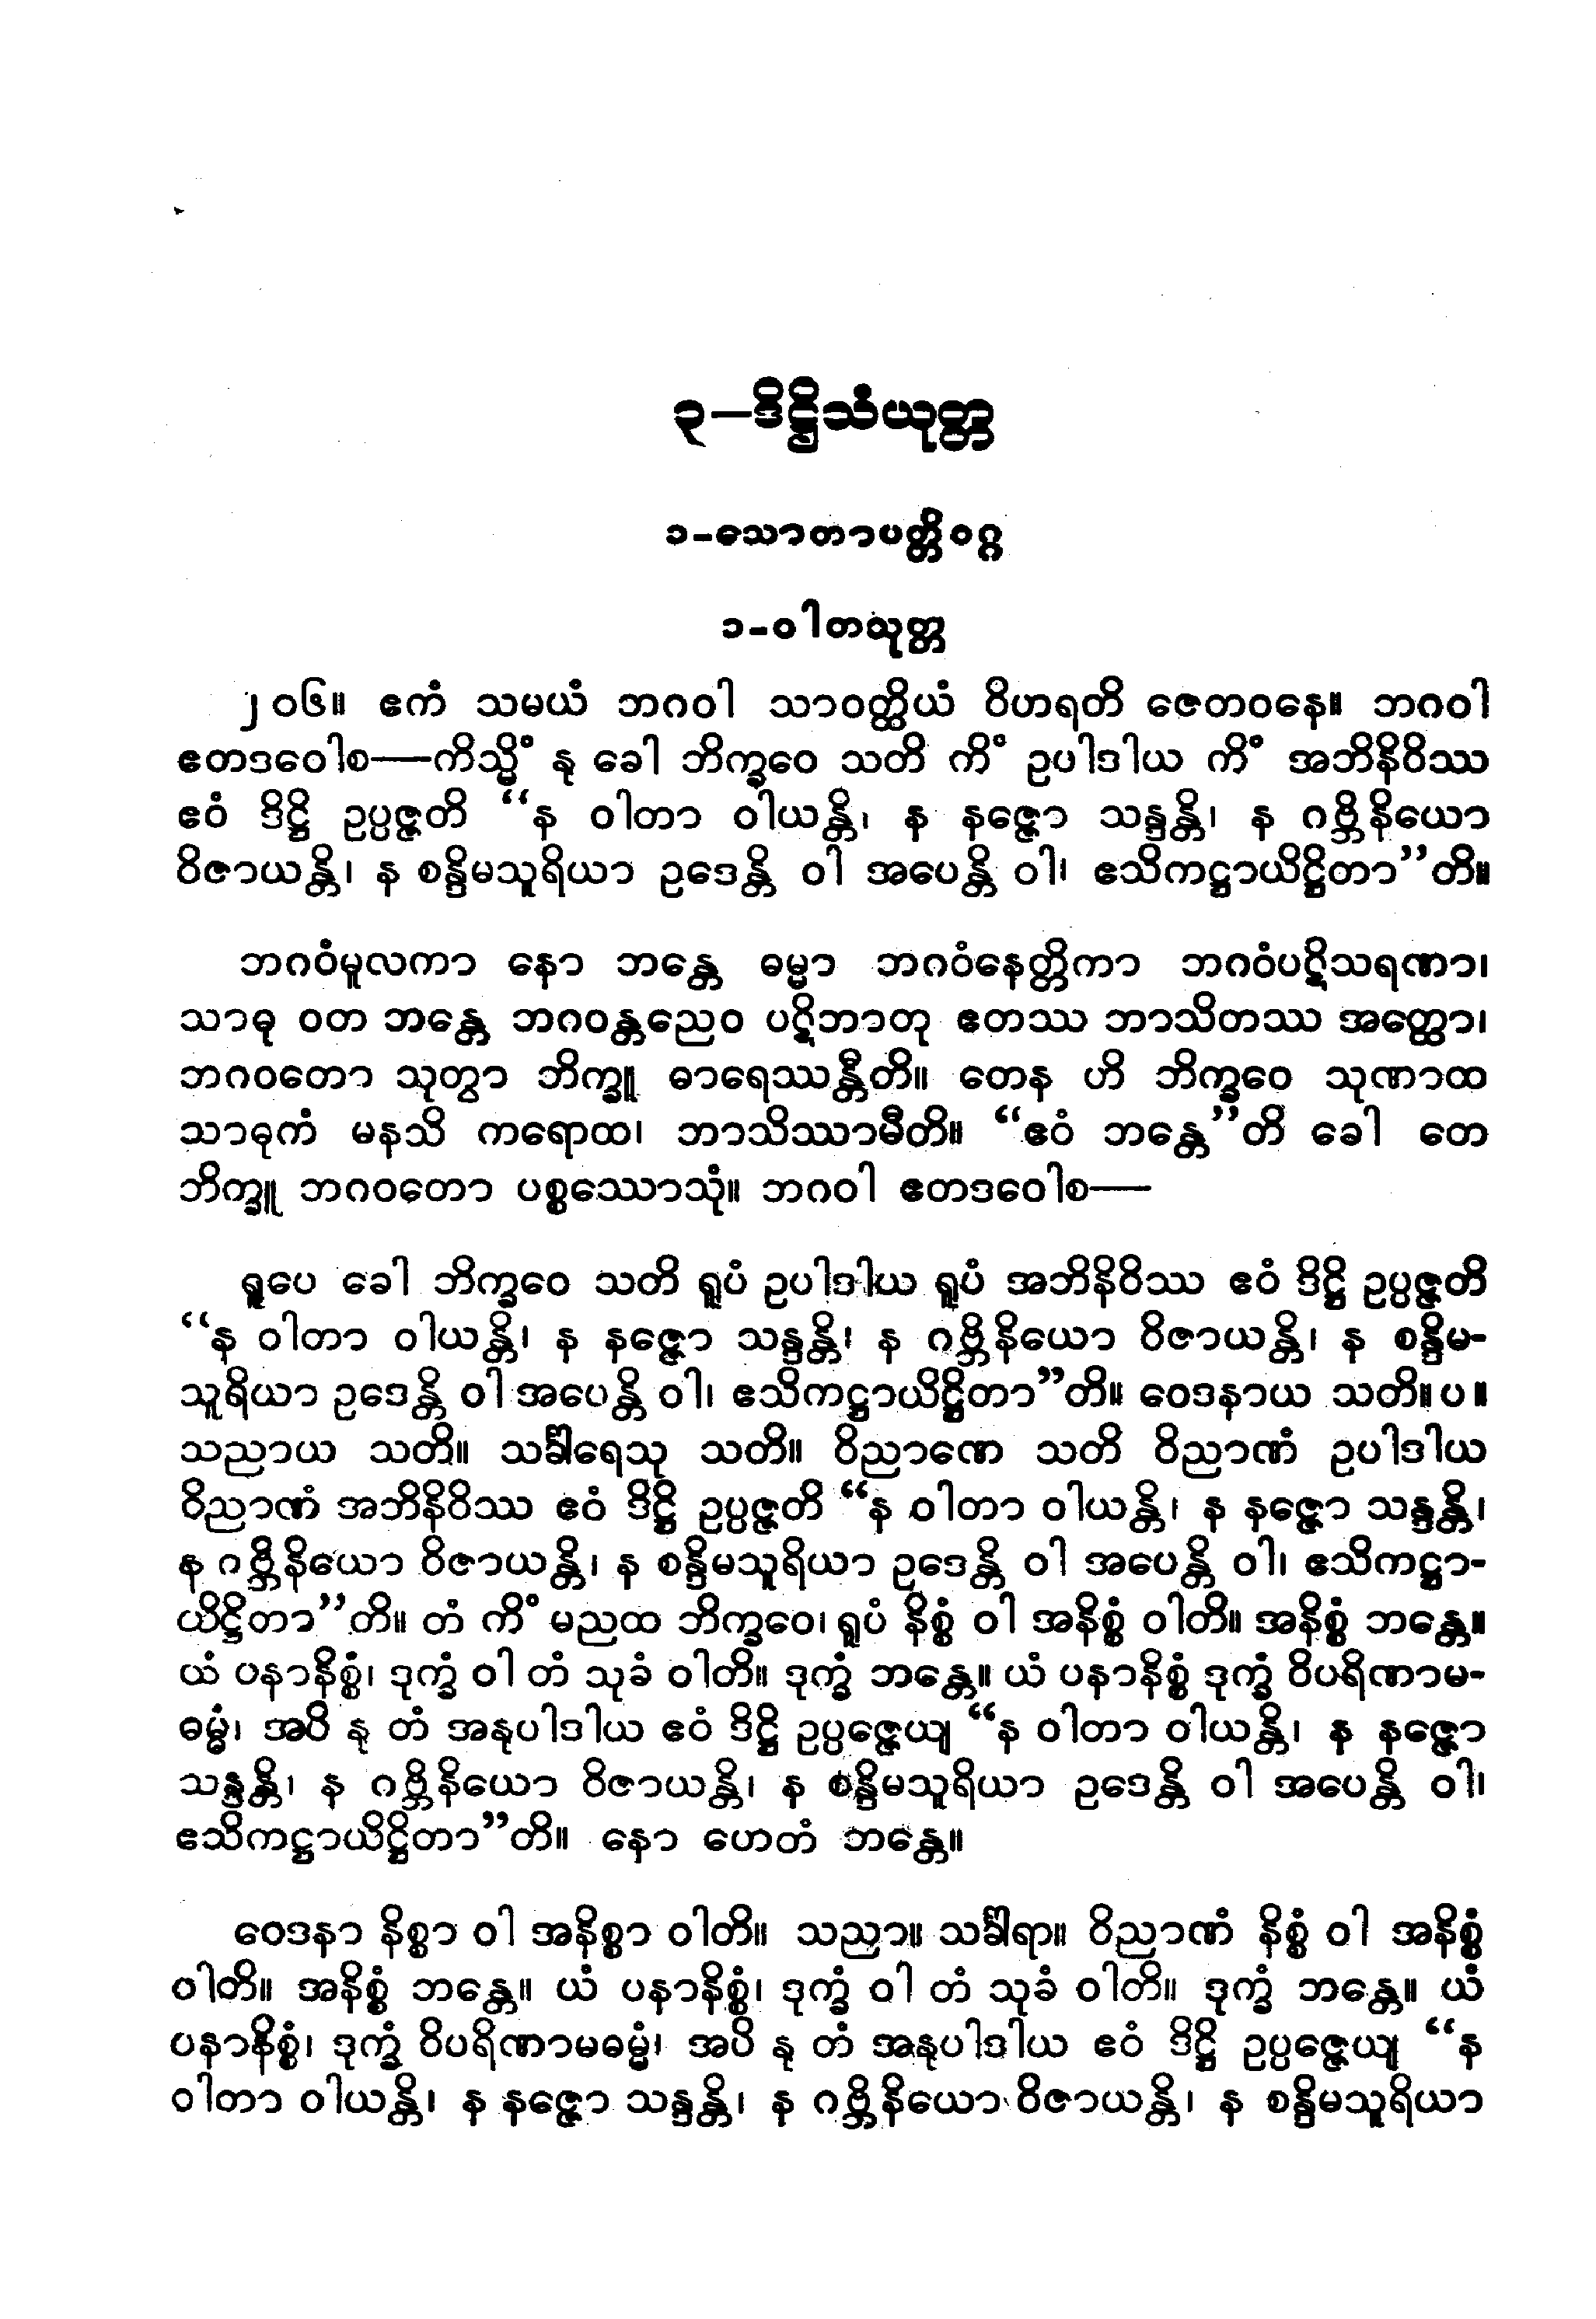 ၃—ဒိဋ္ဌိသံယုတ္တ
၁-သောတာပတ္တိဝဂ္ဂ
၁-ဝါတသုတ္တ
၂၀၆။ ဧကံ သမယံ ဘဂဝါ သာဝတ္ထိယံ ဝိဟရတိ ဇေတဝနေ။ ဘဂဝါ
ဧတဒဝေါစ—ကိသ္မိံ နု ခေါ ဘိက္ခဝေ သတိ ကိံ ဥပါဒါယ ကိံ အဘိနိဝိဿ
ဧဝံ ဒိဋ္ဌိ ဥပ္ပဇ္ဇတိ “န ဝါတာ ဝါယန္တိ၊ န နဇ္ဇော သန္ဒန္တိ၊ န ဂဗ္ဘိနိယော
ဝိဇာယန္တိ၊ န စန္ဒိမသူရိယာ ဥဒေန္တိ ဝါ အပေန္တိ ဝါ၊ ဧသိကဋ္ဌာယိဋ္ဌိတာ”တိ။
ဘဂဝံမူလကာ နော ဘန္တေ ဓမ္မာ ဘဂဝံနေတ္တိကာ ဘဂဝံပဋိသရဏာ၊
သာဓု ဝတ ဘန္တေ ဘဂဝန္တညေဝ ပဋိဘာတု ဧတဿ ဘာသိတဿ အတ္ထော၊
ဘဂဝတော သုတွာ ဘိက္ခူ ဓာရေဿန္တီတိ။ တေန ဟိ ဘိက္ခဝေ သုဏာထ
သာဓုကံ မနသိ ကရောထ၊ ဘာသိဿာမီတိ။ “ဧဝံ ဘန္တေ”တိ ခေါ တေ
ဘိက္ခူ ဘဂဝတော ပစ္စဿောသုံ။ ဘဂဝါ ဧတဒဝေါစ—
ရူပေ ခေါ ဘိက္ခဝေ သတိ ရူပံ ဥပါဒါယ ရူပံ အဘိနိဝိဿ ဧဝံ ဒိဋ္ဌိ ဥပ္ပဇ္ဇတိ
“န ဝါတာ ဝါယန္တိ၊ န နဇ္ဇော သန္ဒန္တိ၊ န ဂဗ္ဘိနိယော ဝိဇာယန္တိ၊ န စန္ဒိမ-
သူရိယာ ဥဒေန္တိ ဝါ အပေန္တိ ဝါ၊ ဧသိကဋ္ဌာယိဋ္ဌိတာ”တိ။ ဝေဒနာယ သတိ။ ပ ။
သညာယ သတိ။ သင်္ခါရေသု သတိ။ ဝိညာဏေ သတိ ဝိညာဏံ ဥပါဒါယ
ဝိညာဏံ အဘိနိဝိဿ ဧဝံ ဒိဋ္ဌိ ဥပ္ပဇ္ဇတိ “န ဝါတာ ဝါယန္တိ၊ န နဇ္ဇော သန္ဒန္တိ၊
န ဂဗ္ဘိနိယော ဝိဇာယန္တိ၊ န စန္ဒိမသူရိယာ ဥဒေန္တိ ဝါ အပေန္တိ ဝါ၊ ဧသိကဋ္ဌာ-
ယိဋ္ဌိတာ”တိ။ တံ ကိံ မညထ ဘိက္ခဝေ၊ ရူပံ နိစ္စံ ဝါ အနိစ္စံ ဝါတိ။ အနိစ္စံ ဘန္တေ။
ယံ ပနာနိစ္စံ၊ ဒုက္ခံ ဝါ တံ သုခံ ဝါတိ။ ဒုက္ခံ ဘန္တေ။ ယံ ပနာနိစ္စံ ဒုက္ခံ ဝိပရိဏာမ-
ဓမ္မံ၊ အပိ နု တံ အနုပါဒါယ ဧဝံ ဒိဋ္ဌိ ဥပ္ပဇ္ဇေယျ “န ဝါတာ ဝါယန္တိ၊ န နဇ္ဇော
သန္ဒန္တိ၊ န ဂဗ္ဘိနိယော ဝိဇာယန္တိ၊ န စန္ဒိမသူရိယာ ဥဒေန္တိ ဝါ အပေန္တိ ဝါ၊
ဧသိကဋ္ဌာယိဋ္ဌိတာ”တိ။ နော ဟေတံ ဘန္တေ။
ဝေဒနာ နိစ္စာ ဝါ အနိစ္စာ ဝါတိ။ သညာ။ သင်္ခါရာ။ ဝိညာဏံ နိစ္စံ ဝါ အနိစ္စံ
ဝါတိ။ အနိစ္စံ ဘန္တေ။ ယံ ပနာနိစ္စံ၊ ဒုက္ခံ ဝါ တံ သုခံ ဝါတိ။ ဒုက္ခံ ဘန္တေ။ ယံ
ပနာနိစ္စံ၊ ဒုက္ခံ ဝိပရိဏာမဓမ္မံ၊ အပိ နု တံ အနုပါဒါယ ဧဝံ ဒိဋ္ဌိ ဥပ္ပဇ္ဇေယျ “န
ဝါတာ ဝါယန္တိ၊ န နဇ္ဇော သန္ဒန္တိ၊ န ဂဗ္ဘိနိယော ဝိဇာယန္တိ၊ န စန္ဒိမသူရိယာ